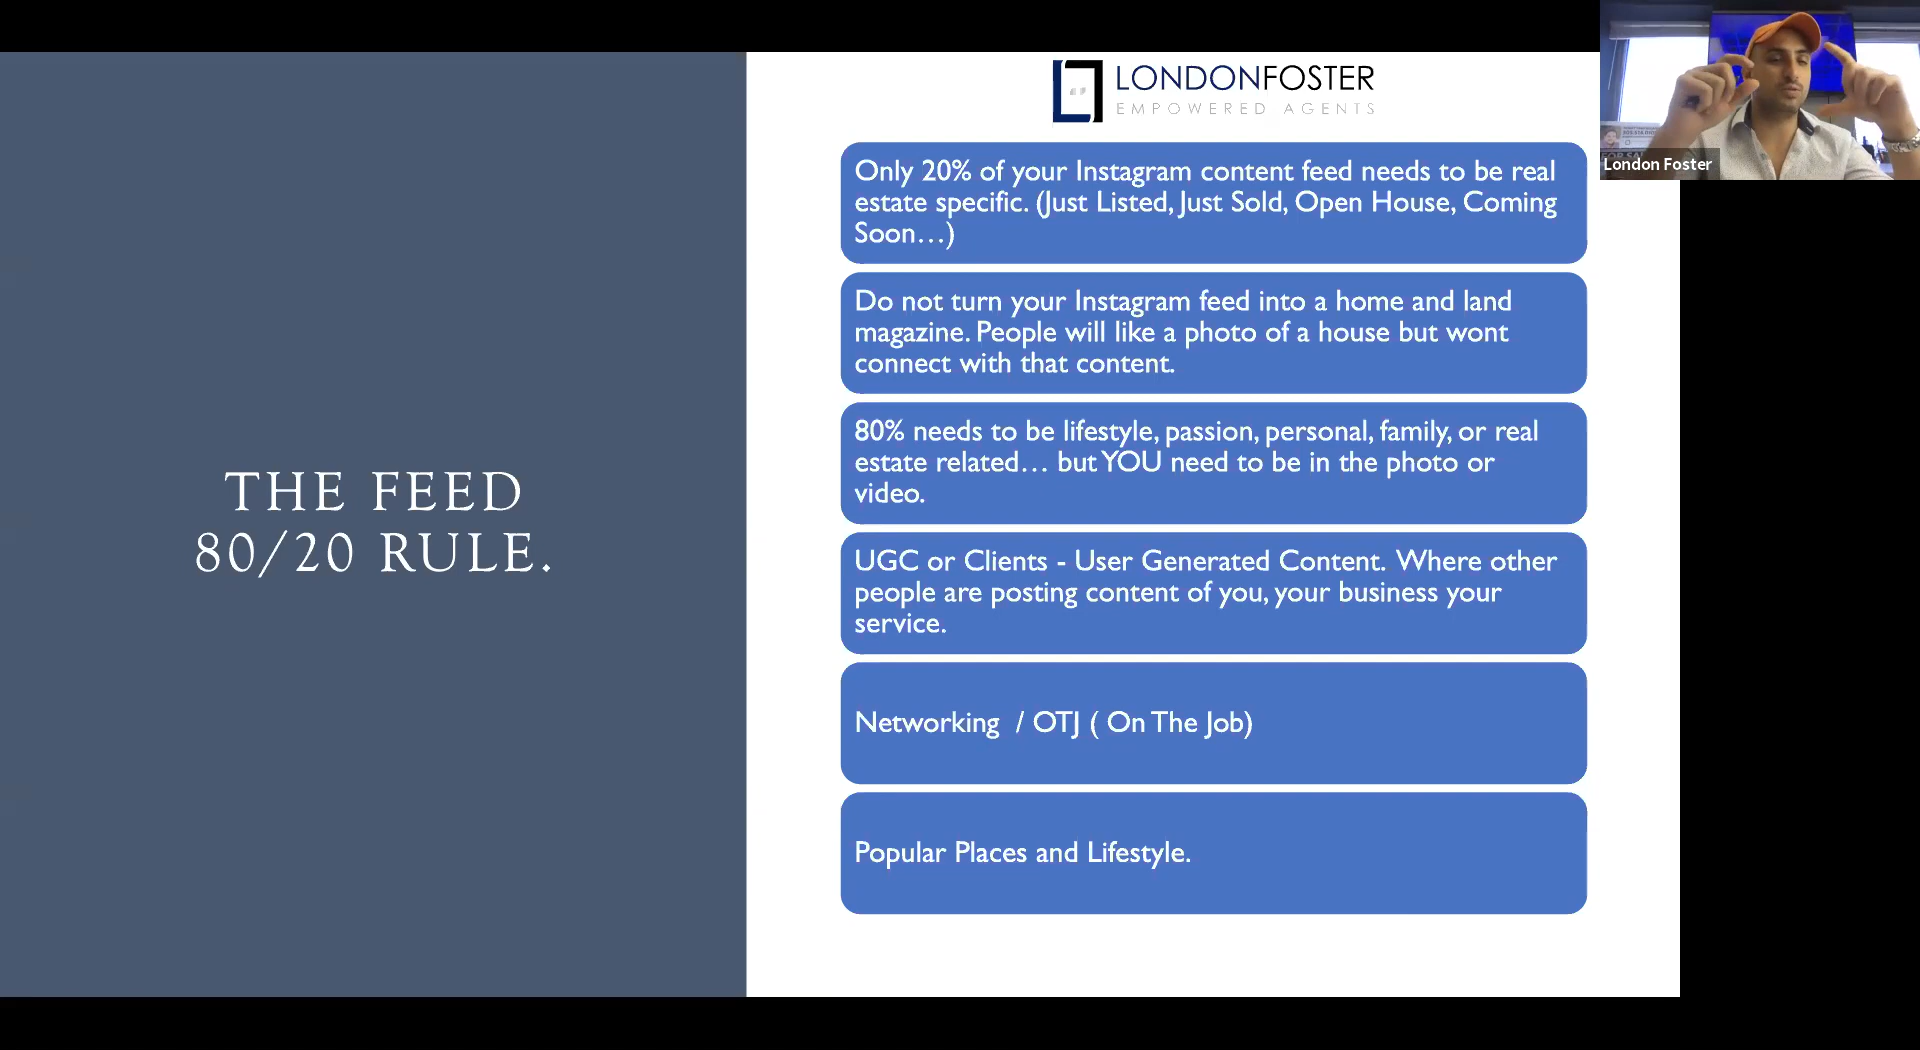 THE FEED
80/20 RULE.
LONDONFOSTER
EMPOWERED AGENTS
Only 20% of your Instagram content feed needs to be real
estate specific. (Just Listed, Just Sold, Open House, Coming
Soon…)
Do not turn your Instagram feed into a home and land
magazine. People will like a photo of a house but wont
connect with that content.
80% needs to be lifestyle, passion, personal, family, or real
estate related… but YOU need to be in the photo or
video.
UGC or Clients - User Generated Content. Where other
people are posting content of you, your business your
service.
Networking / OTJ ( On The Job)
Popular Places and Lifestyle.
London Foster